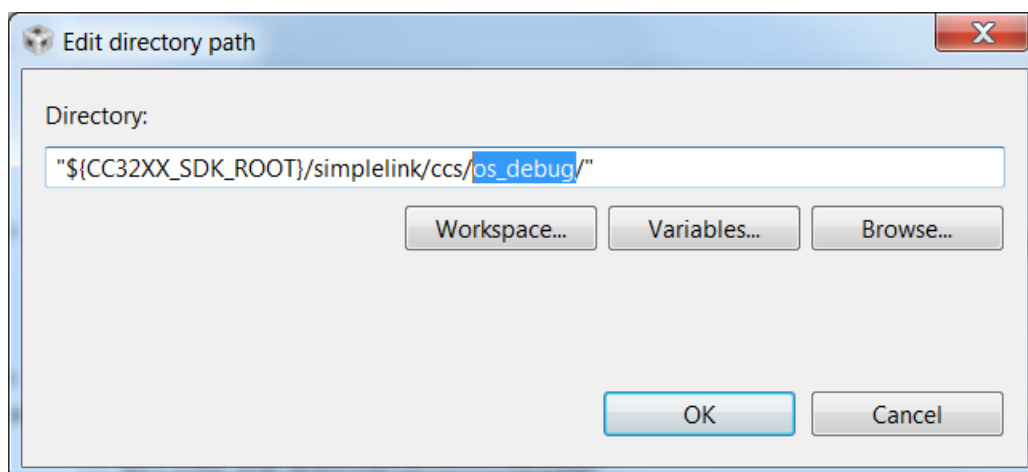 Edit directory path
Directory:
"${CC32XX_SDK_ROOT}/simplelink/ccs/os_debug/"
Workspace... Variables... Browse...
OK Cancel